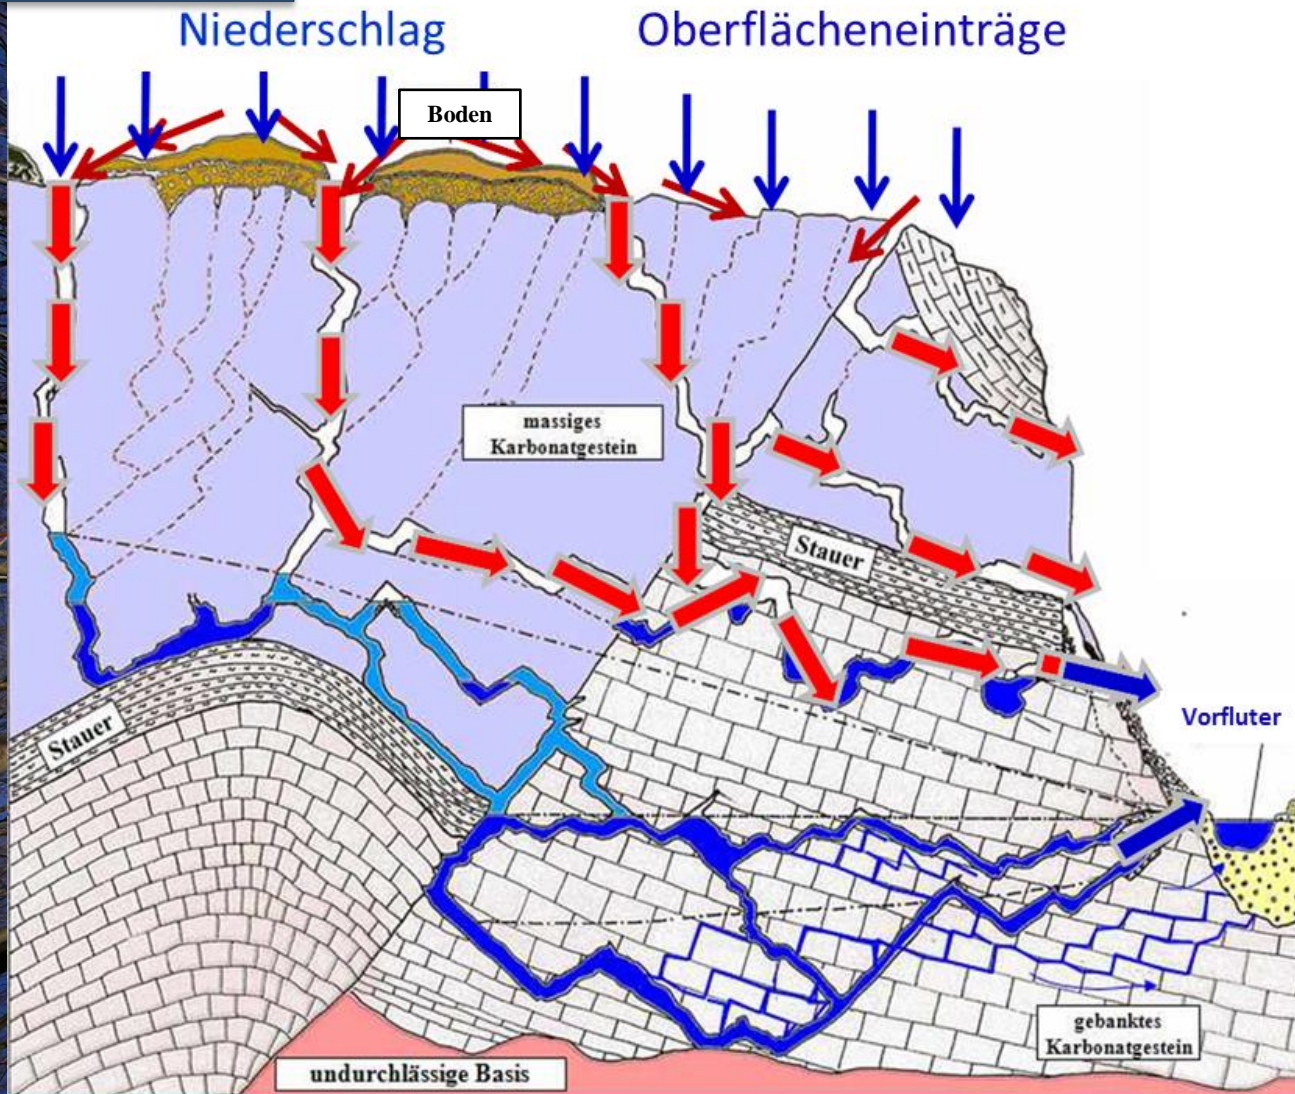 Niederschlag
Oberflächeneinträge
Boden
massiges
Karbonatgestein
Stauer
Stauer
Vorfluter
gebanktes
Karbonatgestein
undurchlässige Basis